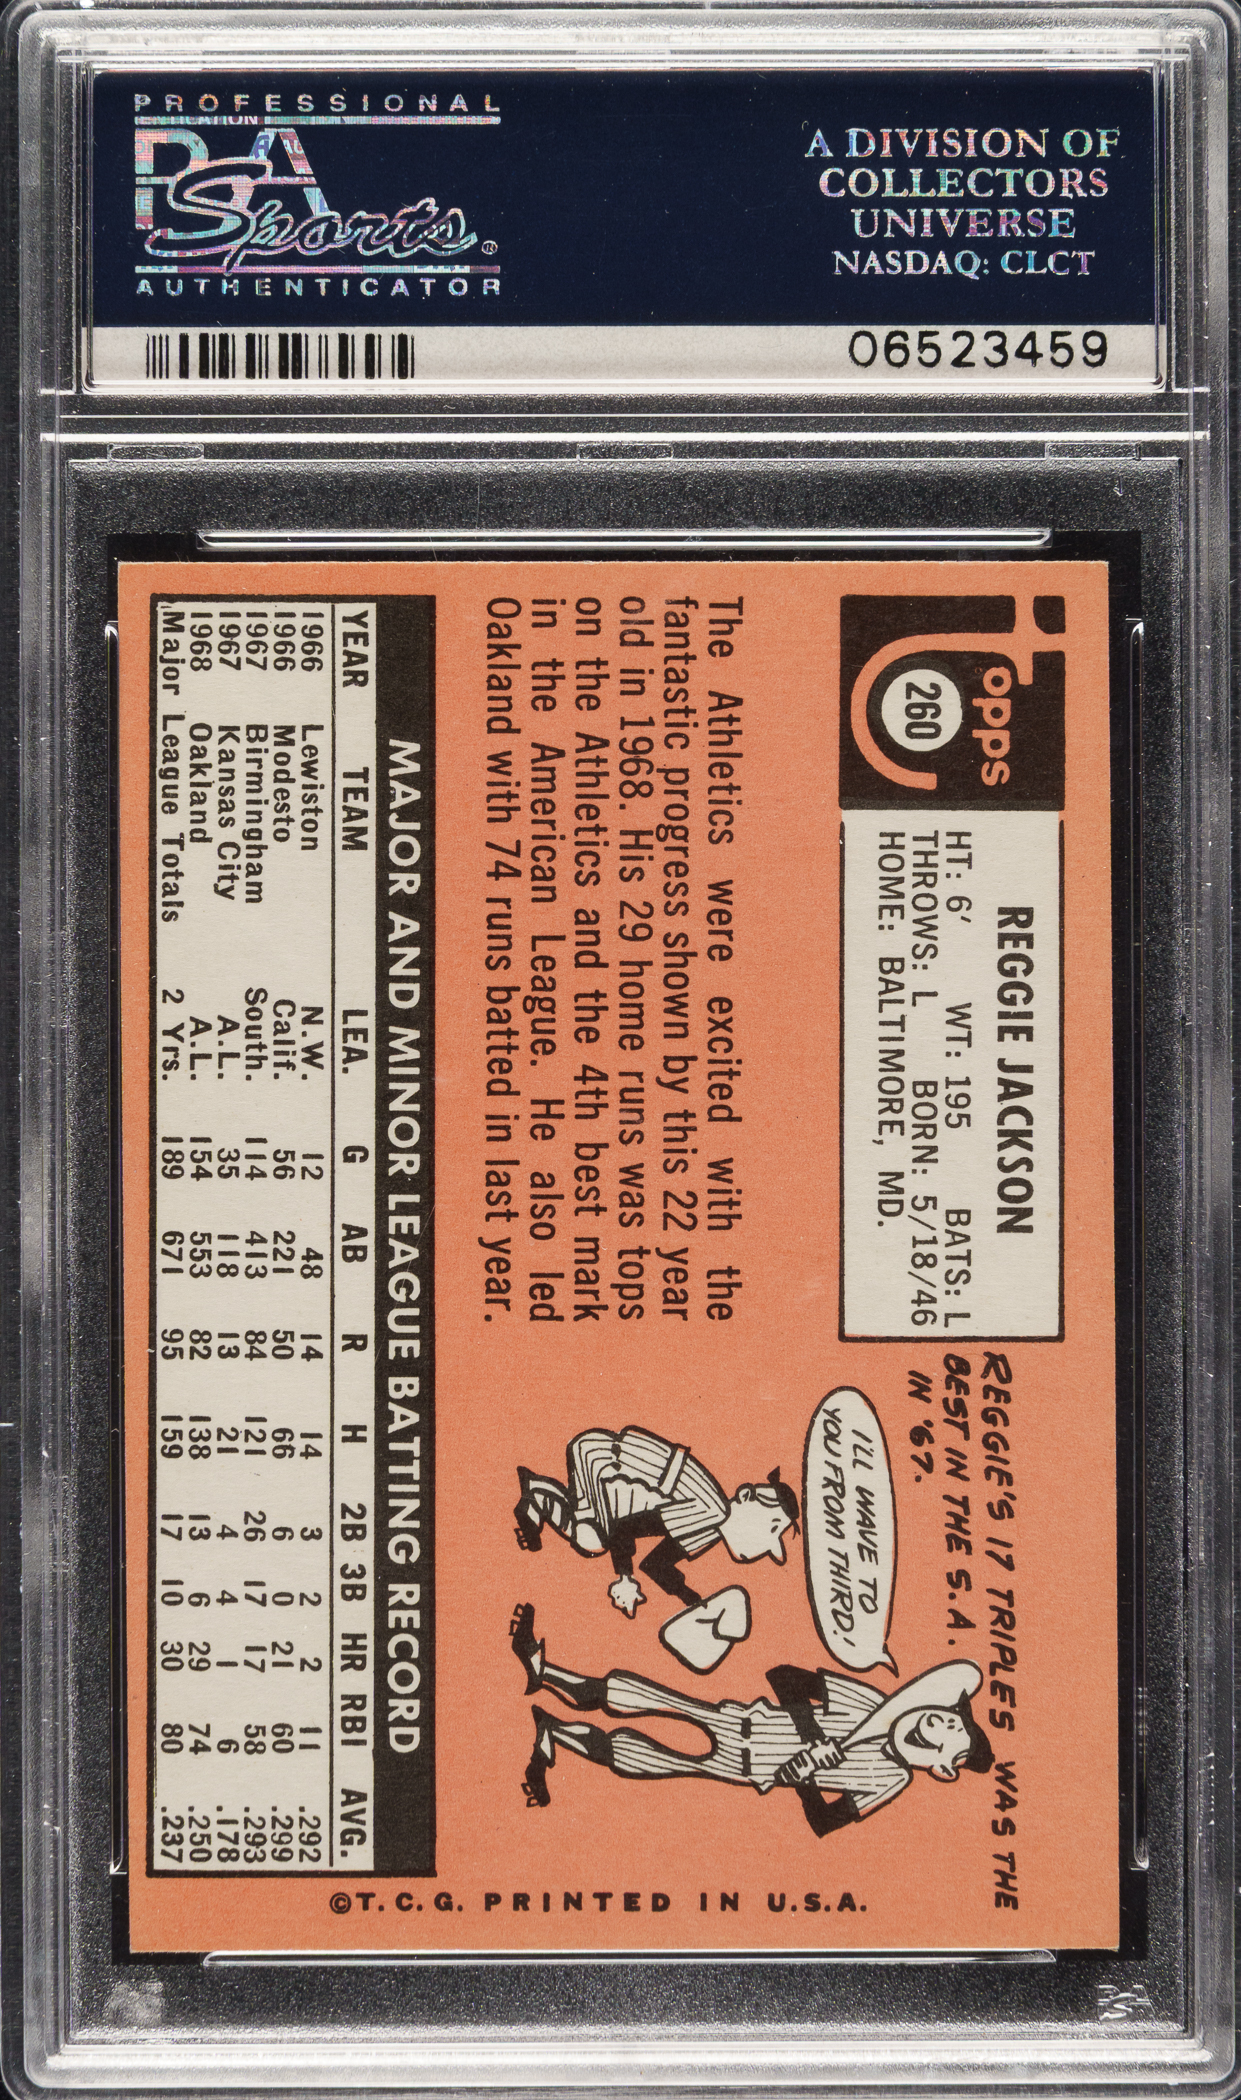 PROFESSIONAL
PSA
Sports®
AUTHENTICATOR
A DIVISION OF
COLLECTORS
UNIVERSE
NASDAQ: CLCT
06523459
Topps
260
REGGIE JACKSON
HT: 6' WT: 195 BATS: L
THROWS: L BORN: 5/18/46
HOME: BALTIMORE, MD.
REGGIE'S 17 TRIPLES WAS THE
BEST IN THE S.A.
IN '67.
I'LL WAVE TO
YOU FROM THIRD!
The Athletics were excited with the
fantastic progress shown by this 22 year
old in 1968. His 29 home runs was tops
on the Athletics and the 4th best mark
in the American League. He also led
Oakland with 74 runs batted in last year.
MAJOR AND MINOR LEAGUE BATTING RECORD
YEAR TEAM LEA. G AB R H 2B 3B HR RBI AVG.
1966 Lewiston N.W. 12 48 14 14 3 2 2 11 .292
1966 Modesto Calif. 56 221 50 66 6 0 21 60 .299
1967 Birmingham South. 114 413 84 121 26 17 17 58 .293
1967 Kansas City A.L. 35 118 13 21 4 4 1 6 .178
1968 Oakland A.L. 154 553 82 138 13 6 29 74 .250
Major League Totals 2 Yrs. 189 671 95 159 17 10 30 80 .237
©T.C.G. PRINTED IN U.S.A.